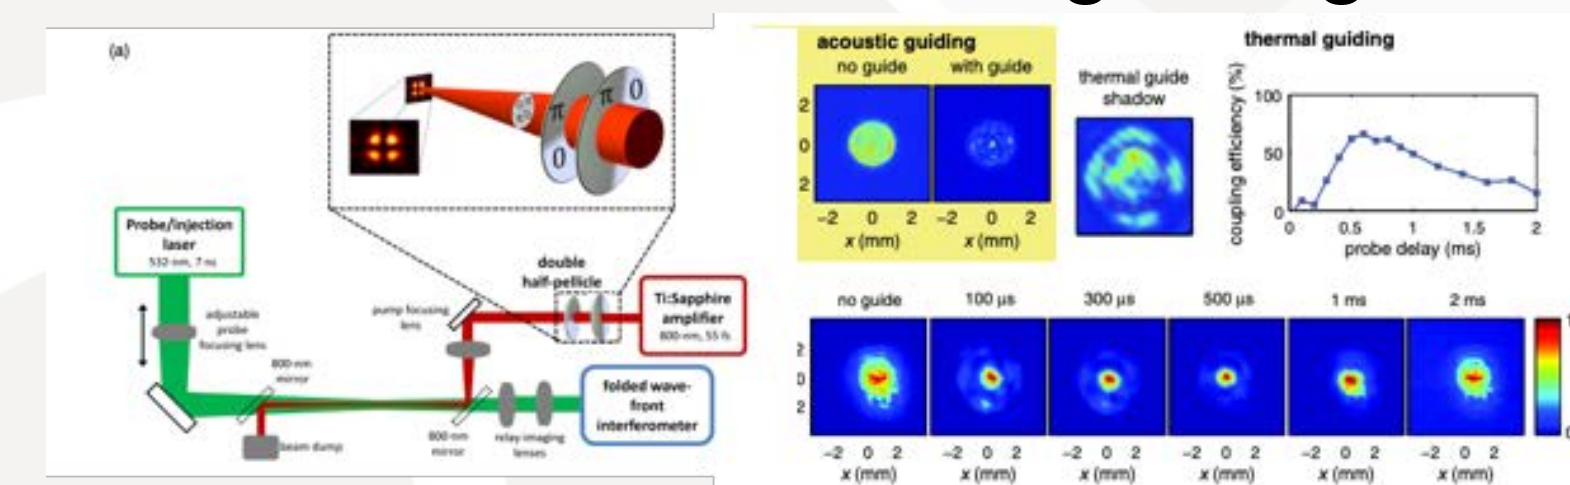 (a)
π
0
π
0
Probe/injection
laser
532-nm, 7 ns
adjustable
probe
focusing lens
800-nm
mirror
beam dump
pump focusing
lens
double
half-pellicle
Ti:Sapphire
amplifier
800-nm, 55 fs
800-nm
mirror
relay imaging
lenses
folded wave-
front
interferometer
acoustic guiding
no guide
with guide
2
0
2
−2 0 2
−2 0 2
x (mm)
x (mm)
thermal guide
shadow
thermal guiding
coupling efficiency (%)
100
50
0
0 0.5 1 1.5 2
probe delay (ms)
no guide
100 µs
300 µs
500 µs
1 ms
2 ms
2
0
2
−2 0 2
−2 0 2
−2 0 2
−2 0 2
−2 0 2
−2 0 2
x (mm)
x (mm)
x (mm)
x (mm)
x (mm)
x (mm)